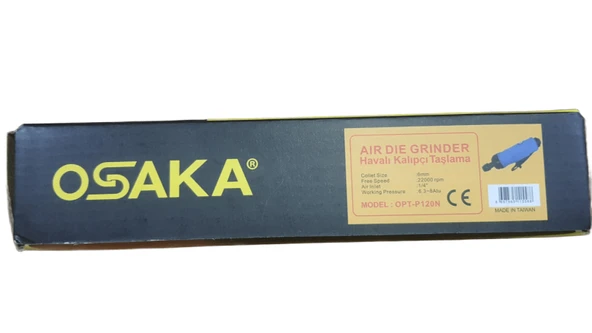 OSAKA®
AIR DIE GRINDER
Havalı Kalıpçı Taşlama
Collet Size : 6mm
Free Speed : 22000 rpm
Air Inlet : 1/4"
Working Pressure :
MODEL : OPT-P120N
CE
MADE IN TAIWAN